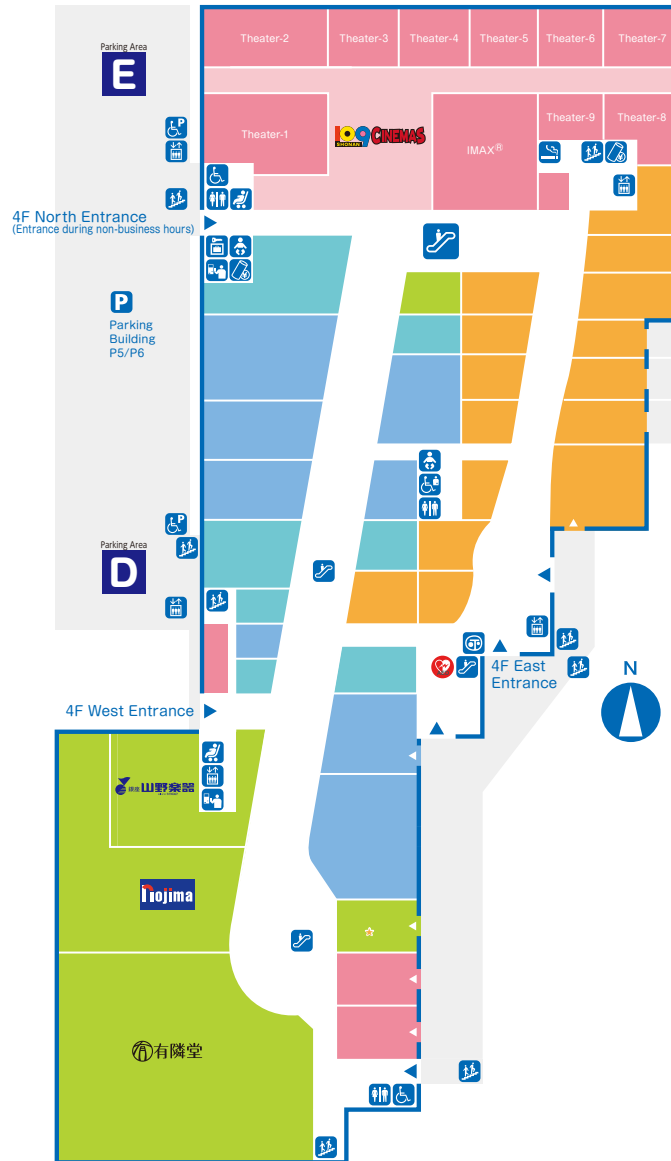 Theater-2
Theater-3
Theater-4
Theater-5
Theater-6
Theater-7
Parking Area
E
Theater-1
109 CINEMAS
SHONAN
IMAX®
Theater-9
Theater-8
P
4F North Entrance
(Entrance during non-business hours)
P
Parking
Building
P5/P6
P
Parking Area
D
4F East
Entrance
N
4F West Entrance
銀座 山野楽器
nojima
有隣堂